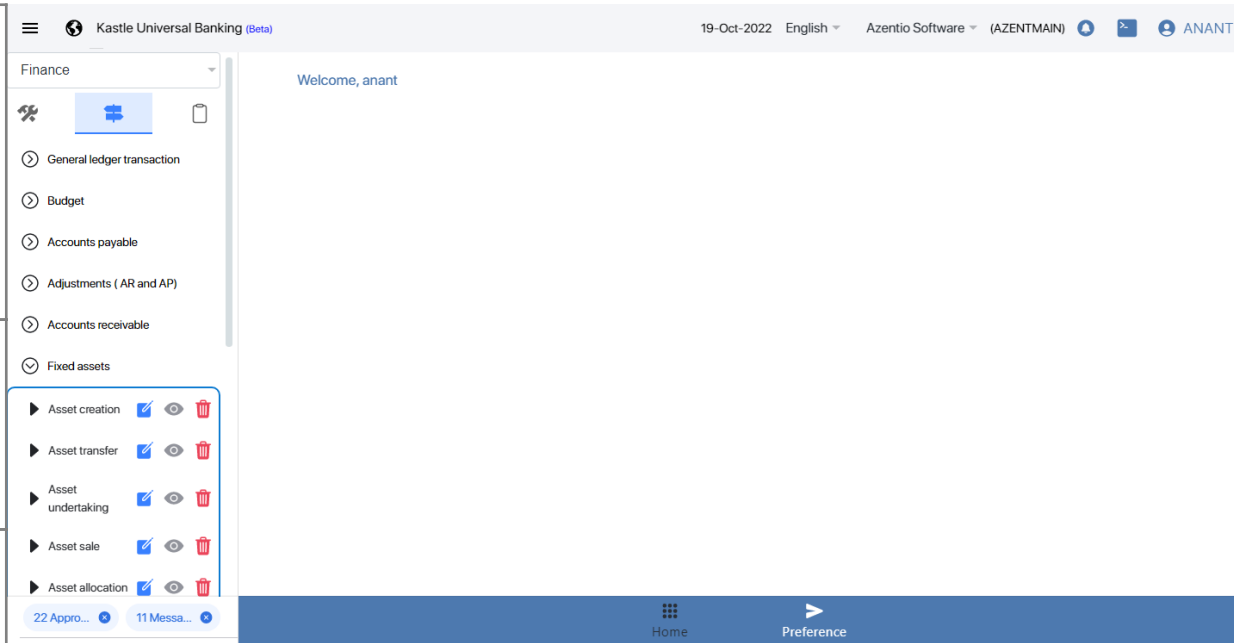 Kastle Universal Banking (Beta)
19-Oct-2022 English Azentio Software (AZENTMAIN) ANANT
Finance
Welcome, anant
General ledger transaction
Budget
Accounts payable
Adjustments ( AR and AP)
Accounts receivable
Fixed assets
Asset creation
Asset transfer
Asset
undertaking
Asset sale
Asset allocation
22 Appro... 11 Messa...
Home Preference